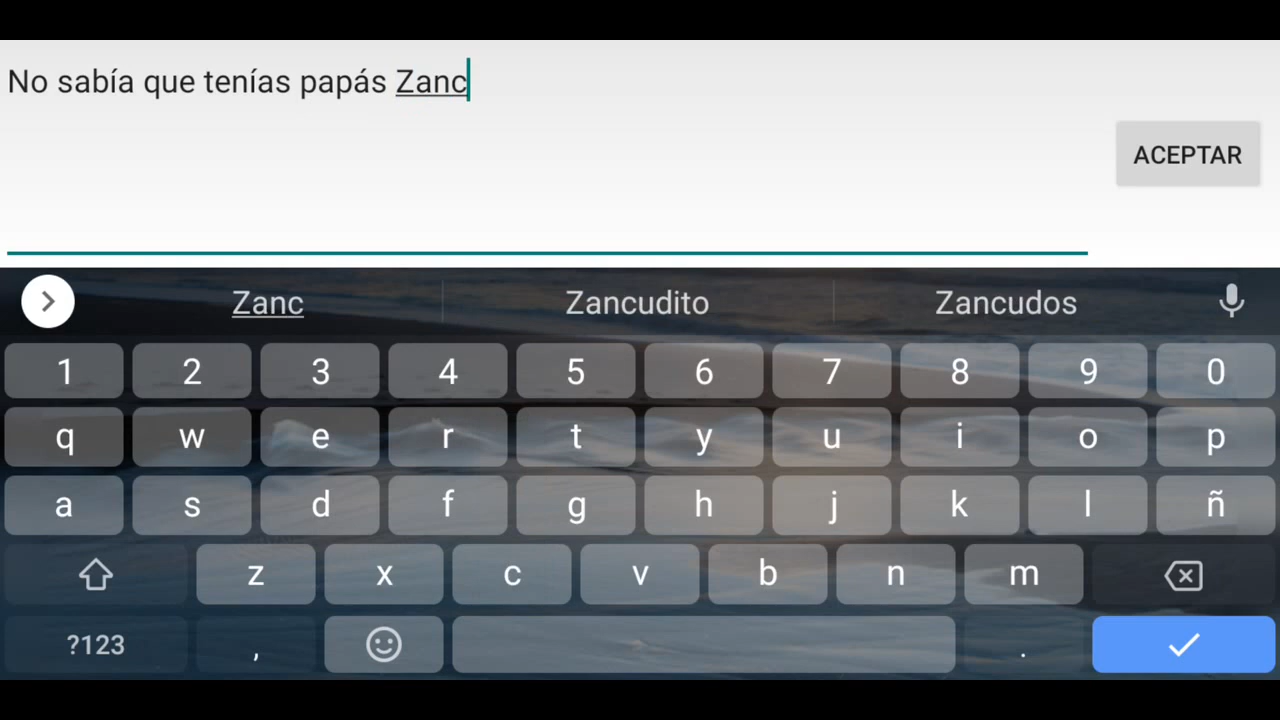 No sabía que tenías papás Zanc
ACEPTAR
Zanc Zancudito Zancudos
1 2 3 4 5 6 7 8 9 0
q w e r t y u i o p
a s d f g h j k l ñ
z x c v b n m
?123 , .